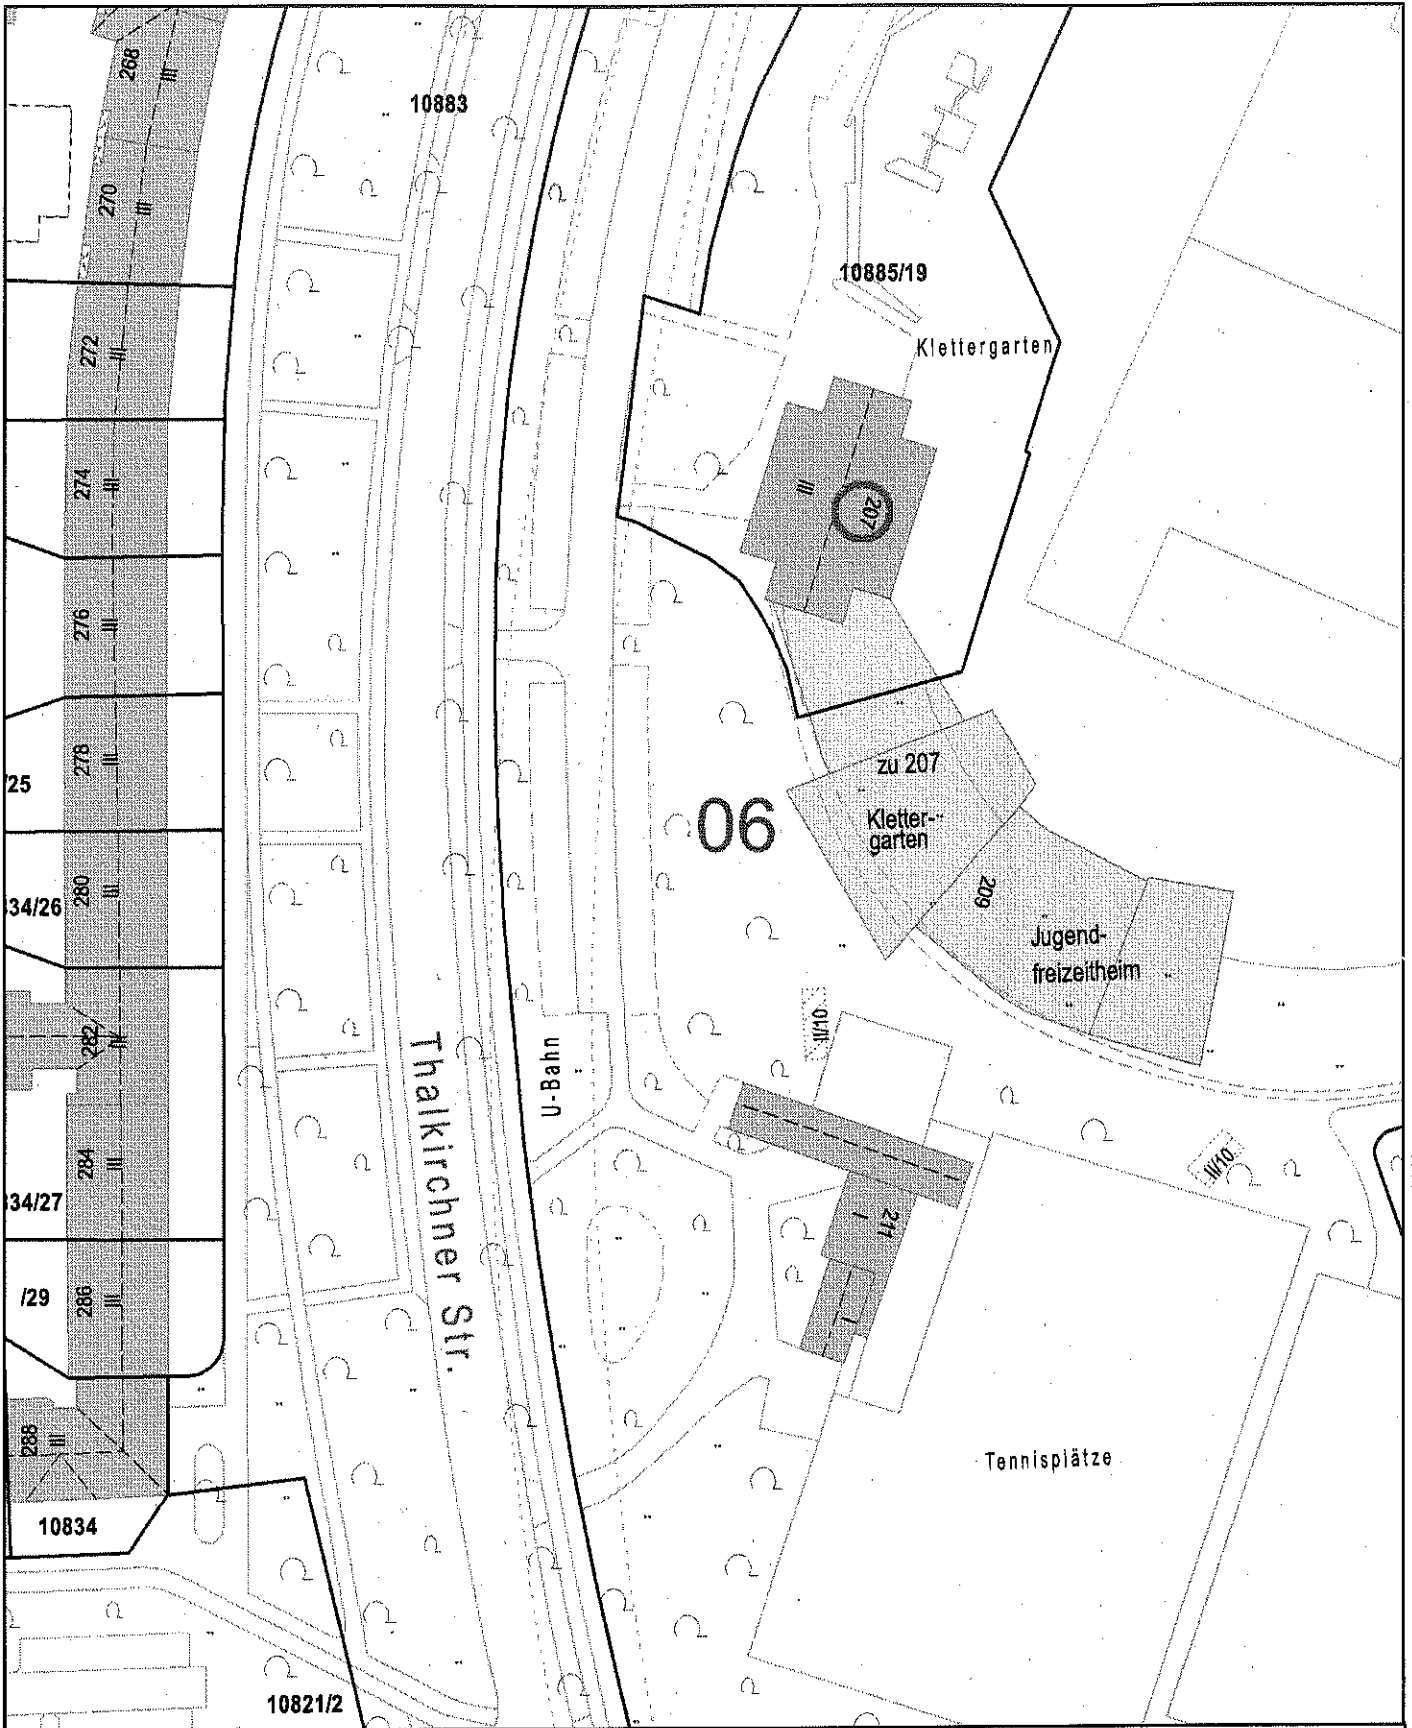 268
III
10883
270
III
10885/19
272
III
Klettergarten
274
III
III
207
276
III
278
III
/25
zu 207
06
Kletter-
garten
280
III
34/26
209
Jugend-
freizeitheim
282
IV
II/10
U-Bahn
Thalkirchner Str.
284
III
34/27
II/10
211
I
/29
286
III
I
288
III
Tennisplätze
10834
10821/2